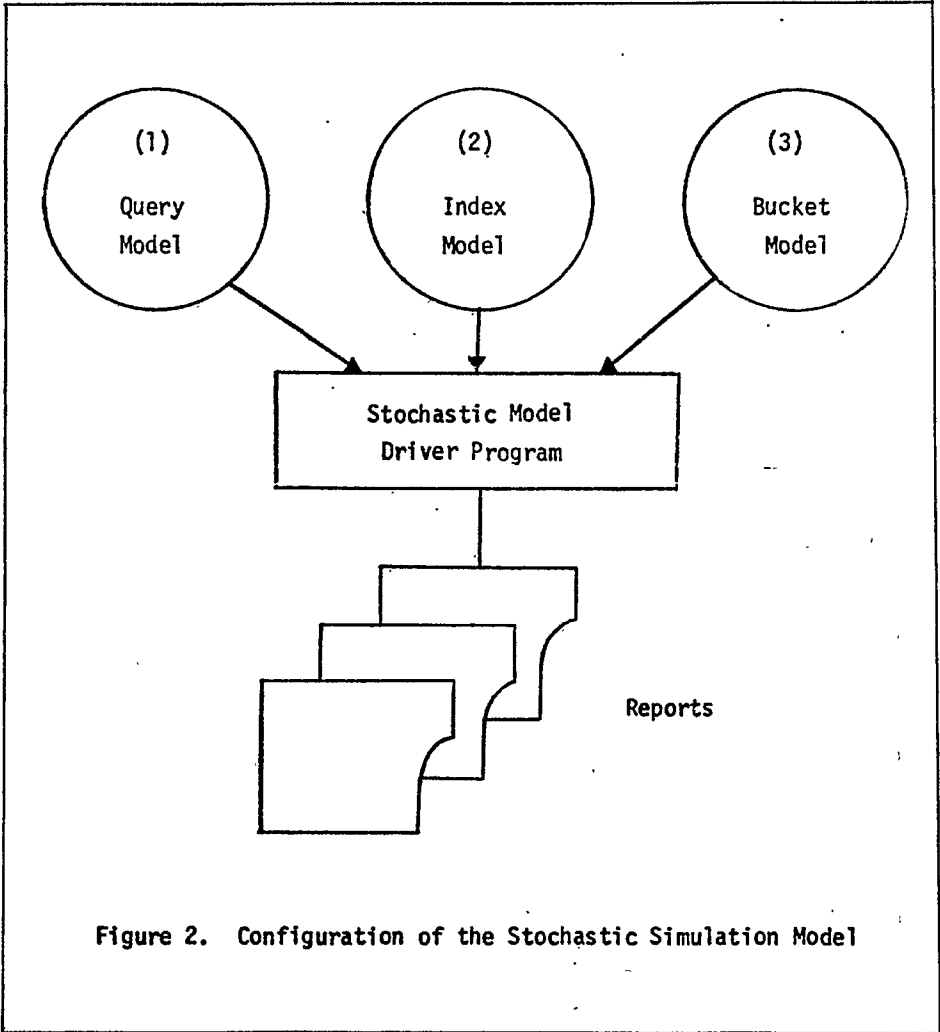 (1)
Query
Model
(2)
Index
Model
(3)
Bucket
Model
Stochastic Model
Driver Program
Reports
Figure 2. Configuration of the Stochastic Simulation Model